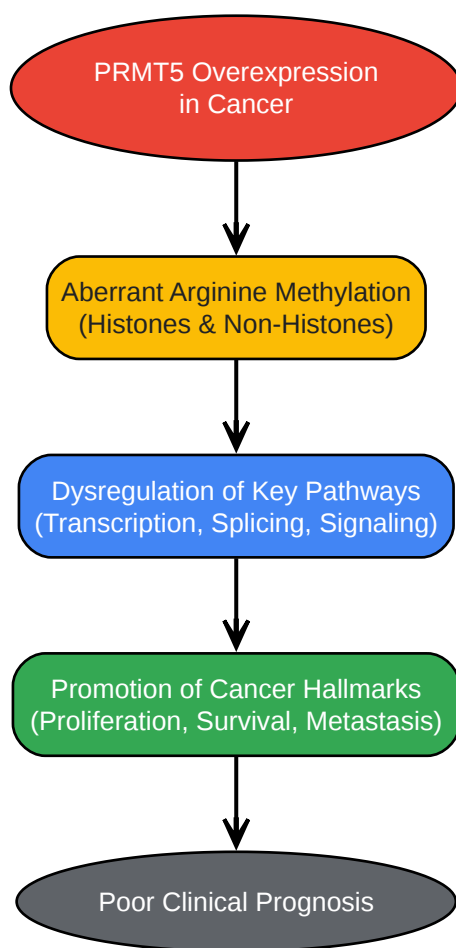 PRMT5 Overexpression
in Cancer
Aberrant Arginine Methylation
(Histones & Non-Histones)
Dysregulation of Key Pathways
(Transcription, Splicing, Signaling)
Promotion of Cancer Hallmarks
(Proliferation, Survival, Metastasis)
Poor Clinical Prognosis